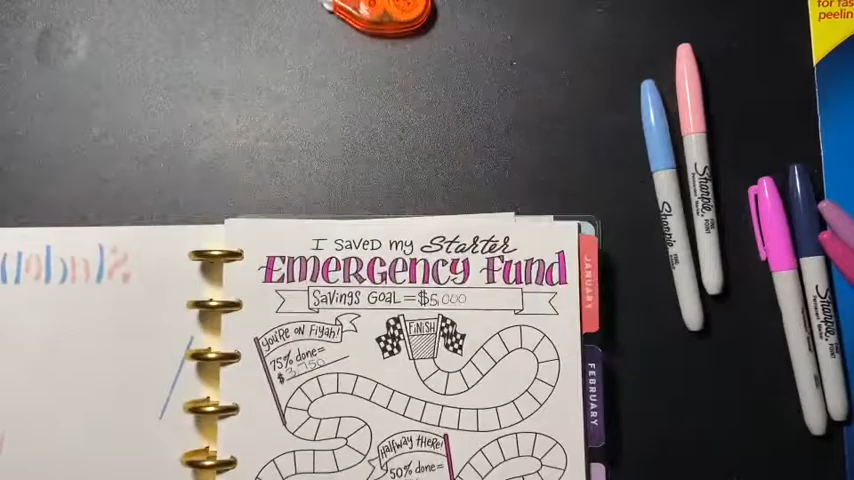 for fas
peelin
I SAVED MY Starter
EMERGENCY FUND
SAVINGS GOAL = $5,000
YOU'RE ON FIYAH!
75% done=
$3,750
FINISH
HALFWAY THERE!
50% done=
JANUARY
FEBRUARY
Sharpie
FINE POINT
Sharpie
FINE POINT
Sharpie
Sharpie